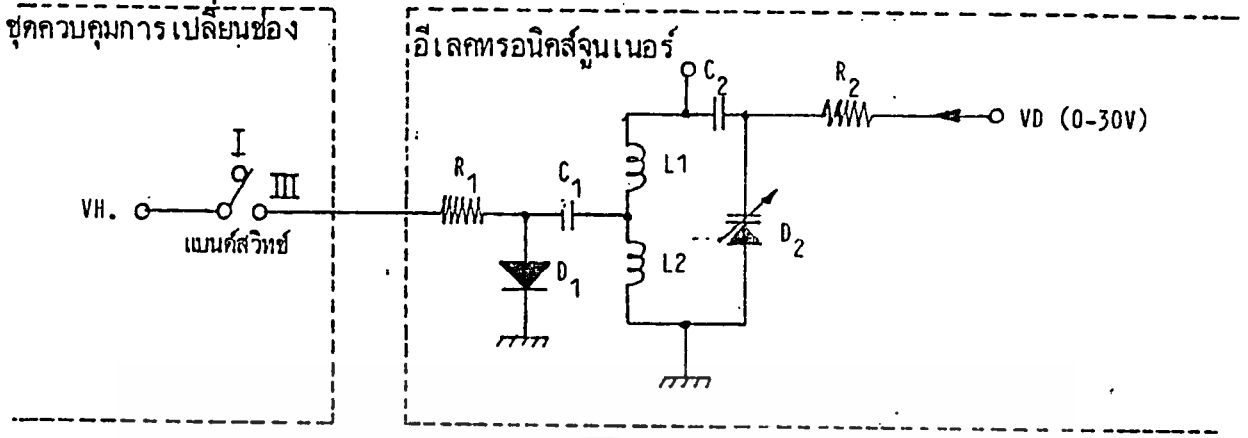 ชุดควบคุมการเปลี่ยนช่อง
อีเลคทรอนิคส์จูนเนอร์
C2
R2
VD (0-30V)
I
III
R1
C1
L1
VH.
D2
แบนด์สวิทช์
D1
L2